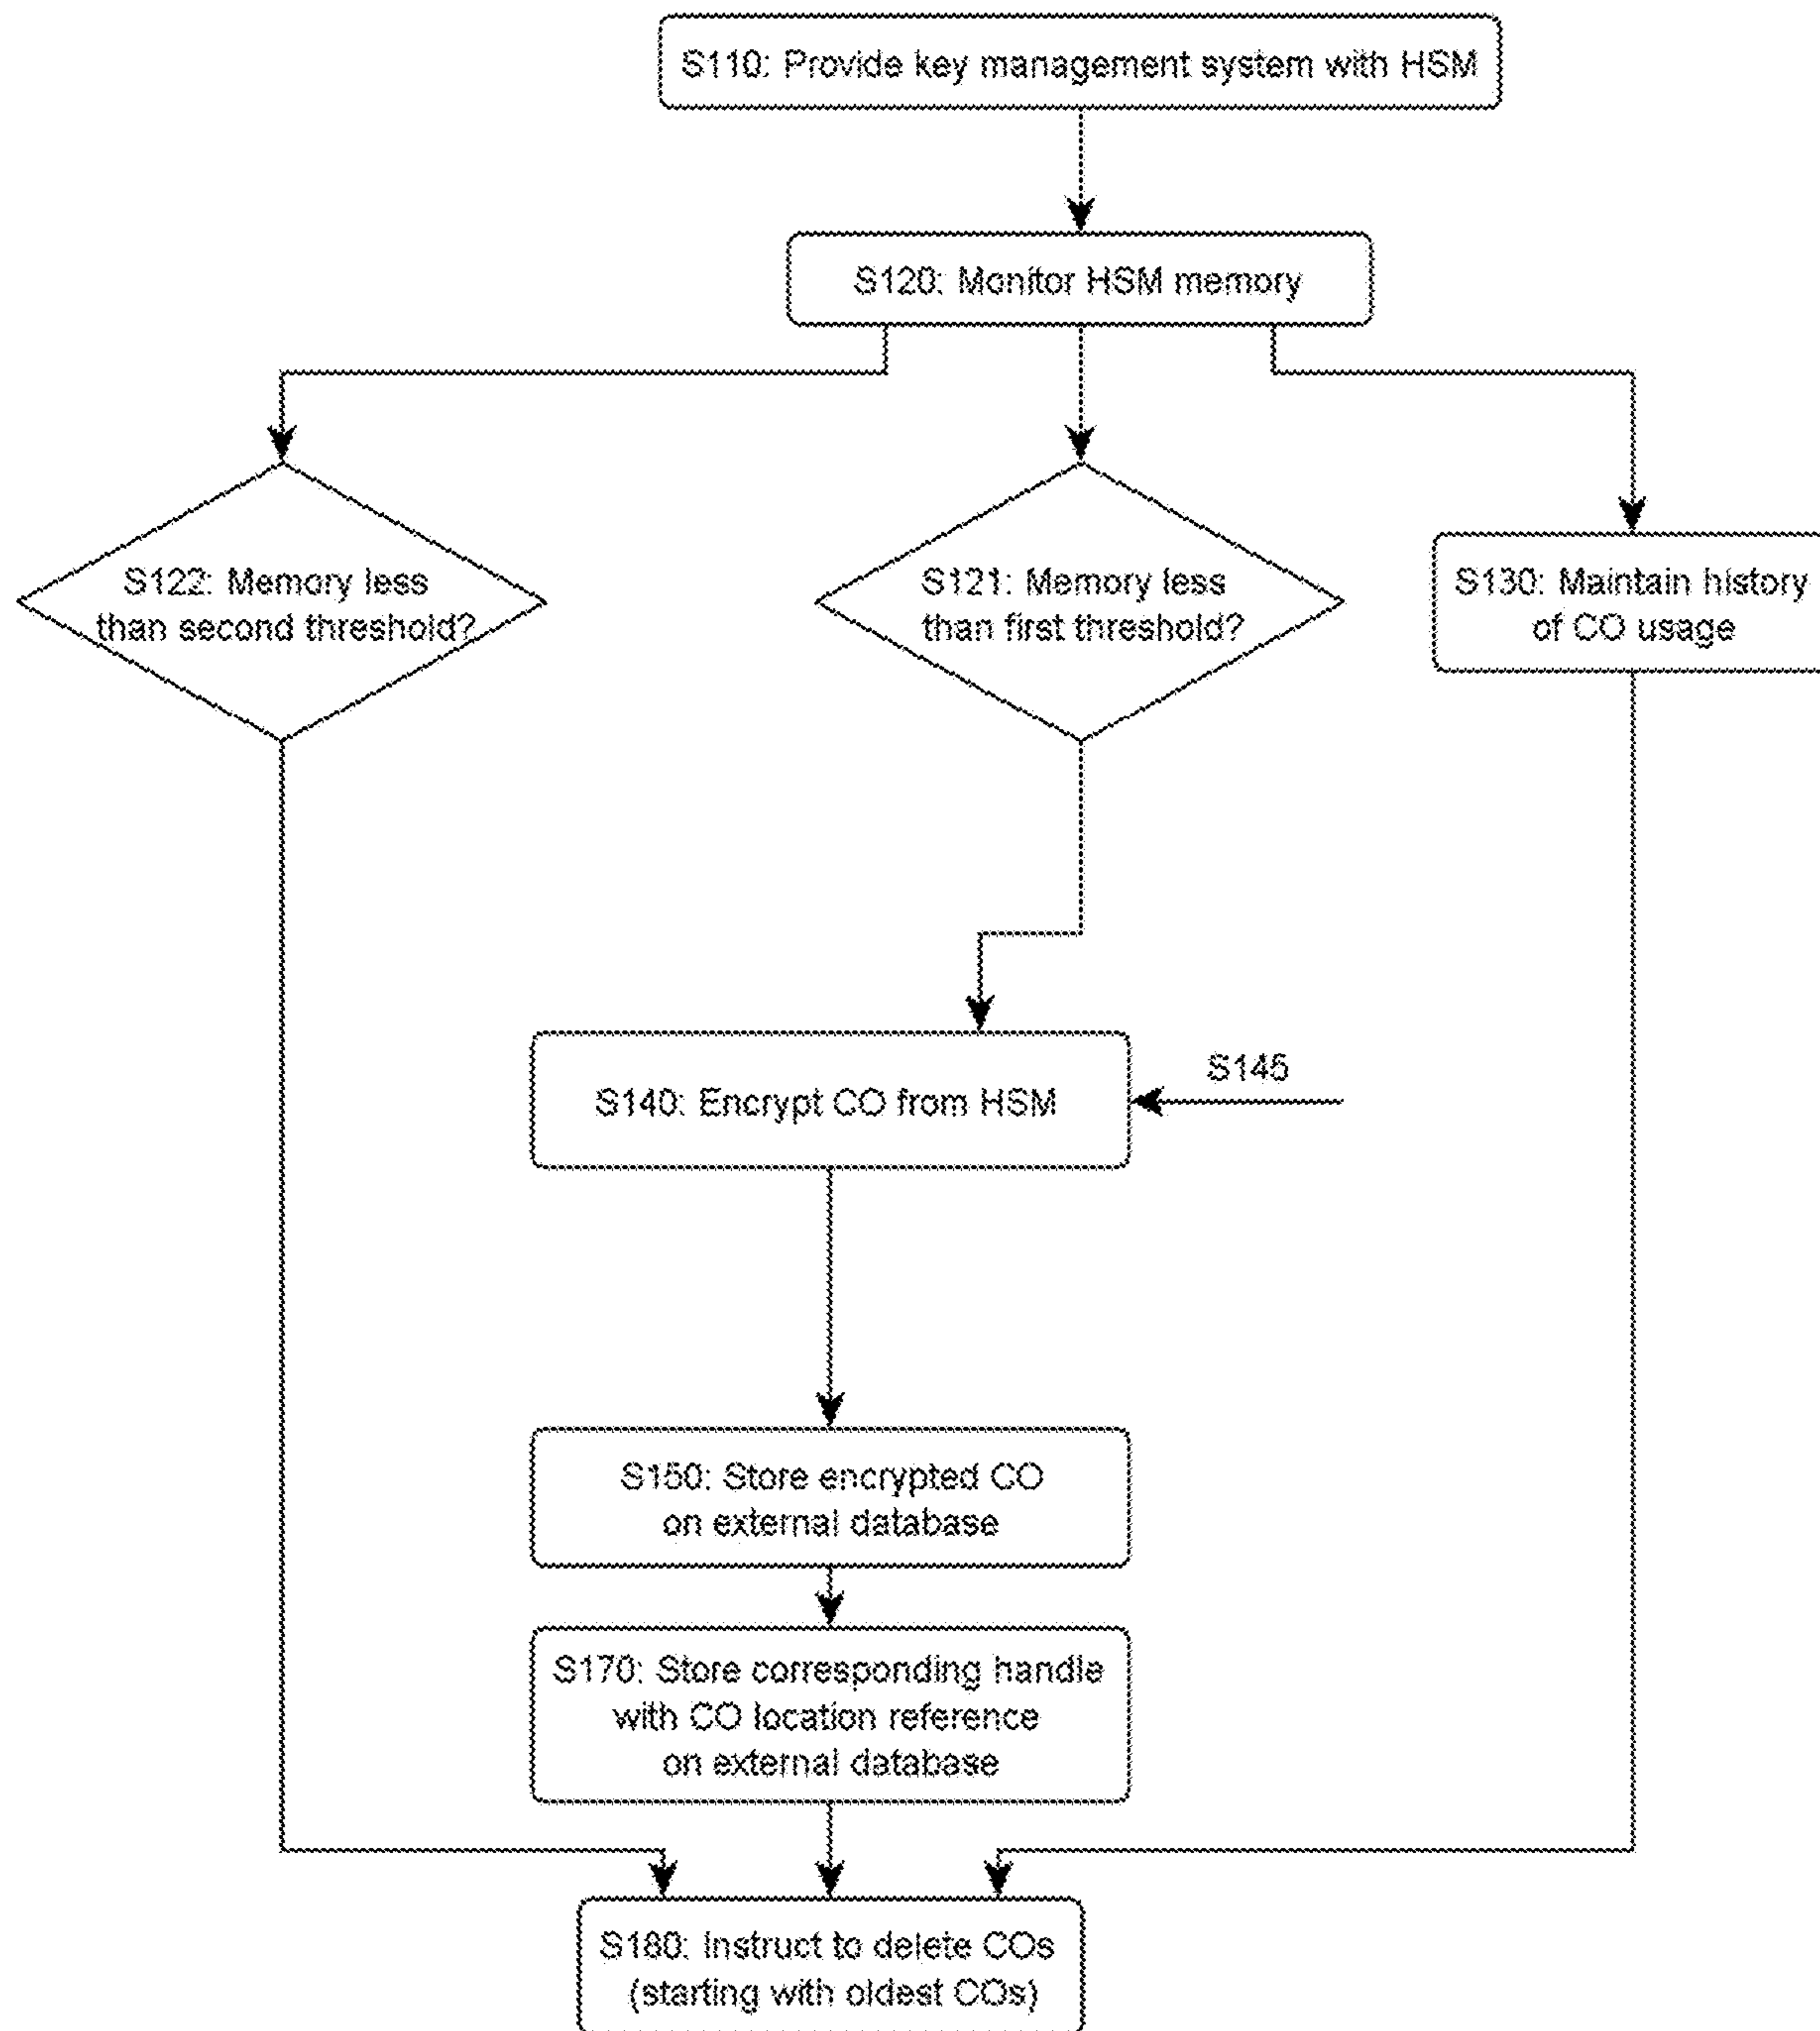 S110: Provide key management system with HSM
S120: Monitor HSM memory
S122: Memory less
than second threshold?
S121: Memory less
than first threshold?
S130: Maintain history
of CO usage
S145
S140: Encrypt CO from HSM
S150: Store encrypted CO
on external database
S170: Store corresponding handle
with CO location reference
on external database
S180: Instruct to delete COs
(starting with oldest COs)